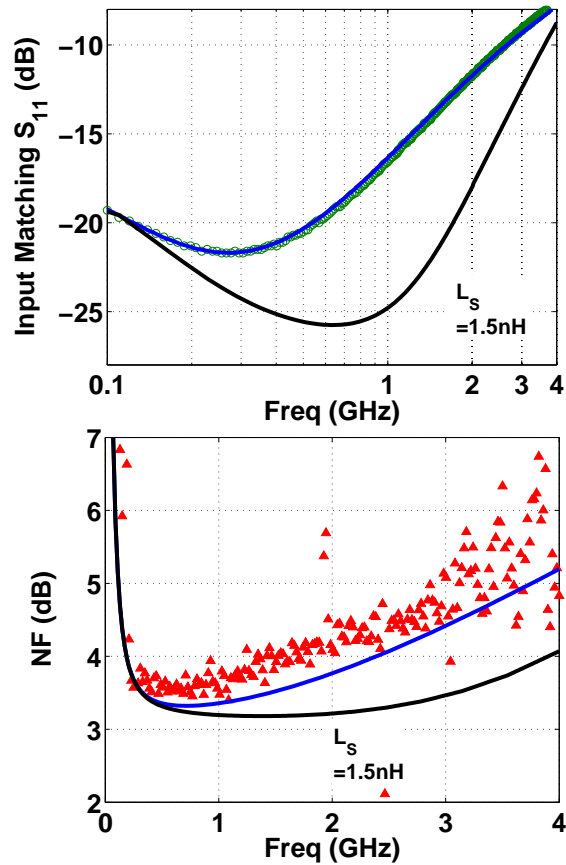 Input Matching S11 (dB)
−10
−15
−20
−25
LS
=1.5nH
0.1 1 2 3 4
Freq (GHz)
NF (dB)
7
6
5
4
3
2
LS
=1.5nH
0 1 2 3 4
Freq (GHz)